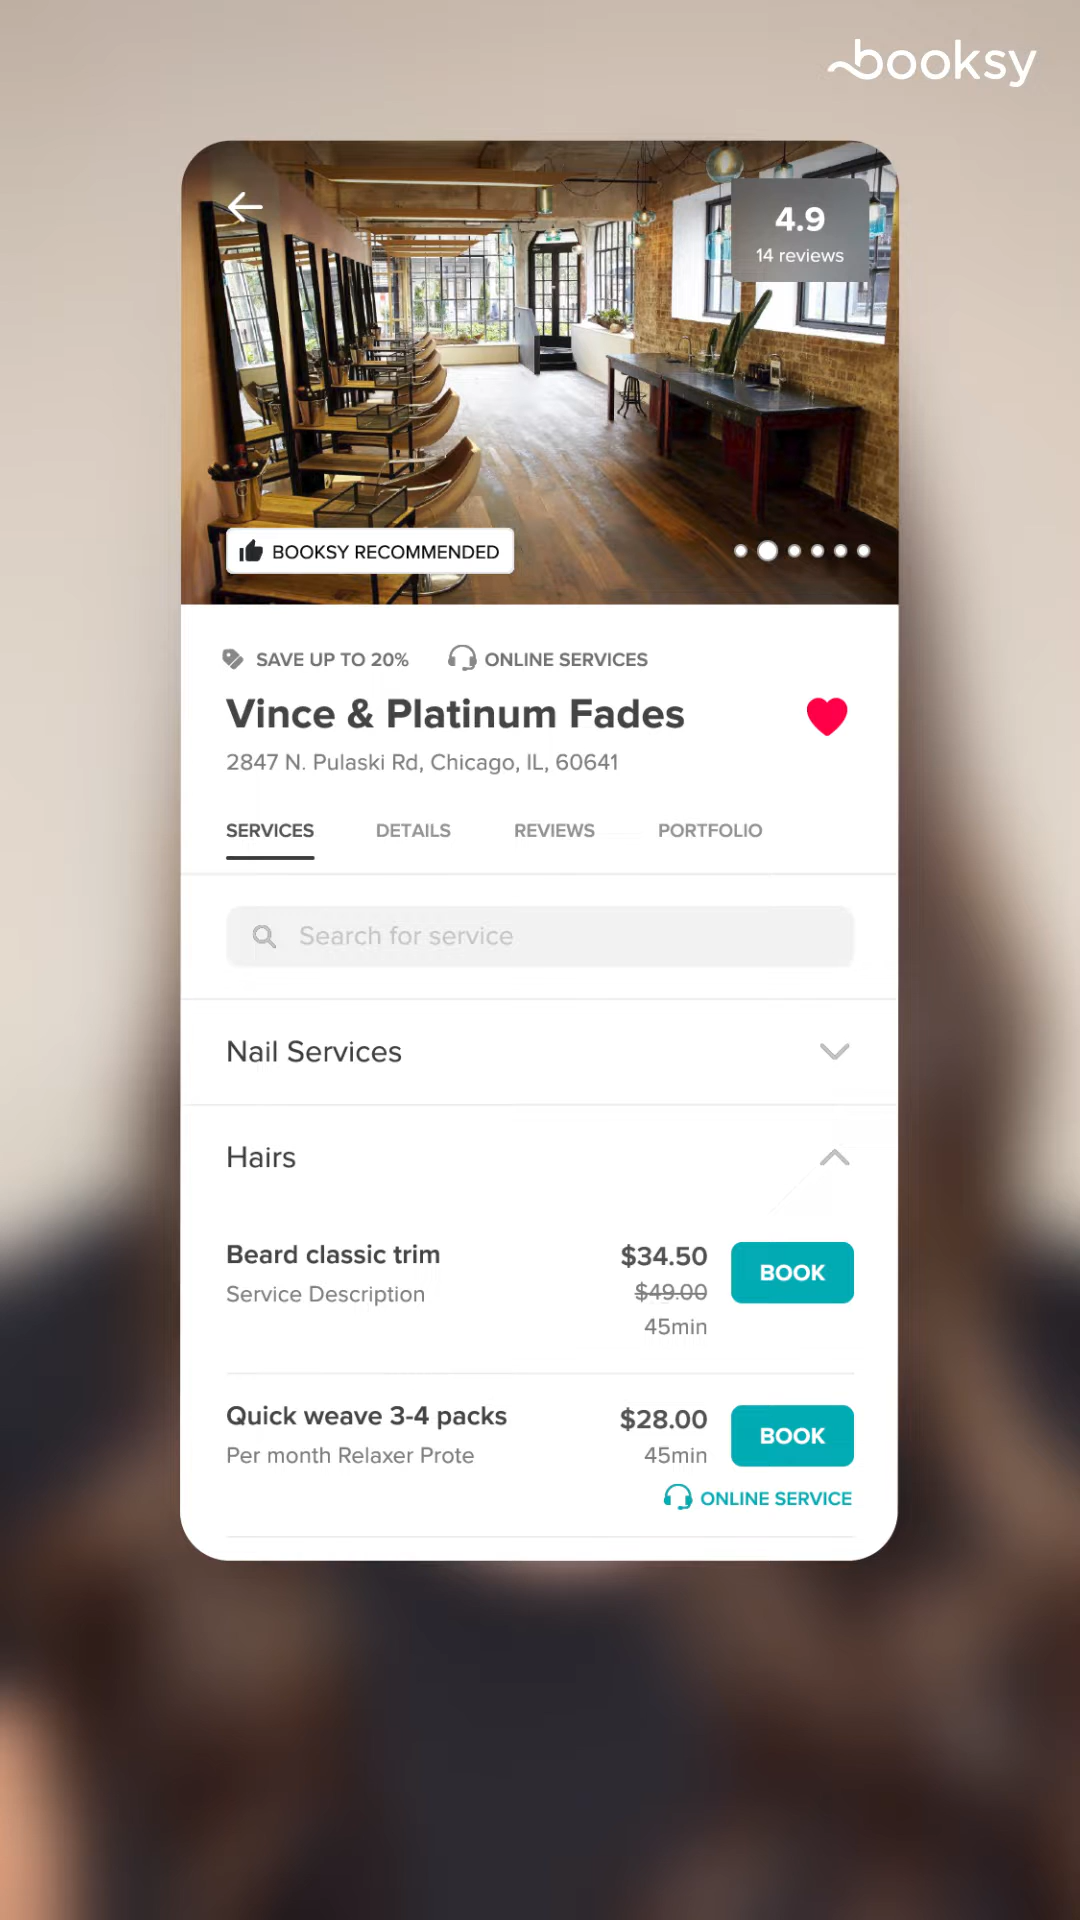 booksy
4.9
14 reviews
BOOKSY RECOMMENDED
SAVE UP TO 20% ONLINE SERVICES
Vince & Platinum Fades
2847 N. Pulaski Rd, Chicago, IL, 60641
SERVICES DETAILS REVIEWS PORTFOLIO
Search for service
Nail Services
Hairs
Beard classic trim $34.50 BOOK
Service Description $49.00
45min
Quick weave 3-4 packs $28.00 BOOK
Per month Relaxer Prote 45min
ONLINE SERVICE